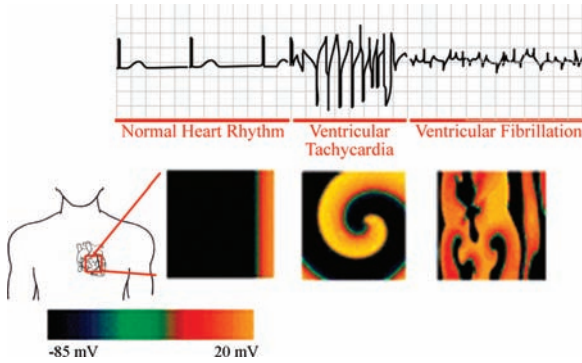 Normal Heart Rhythm
Ventricular
Tachycardia
Ventricular Fibrillation
-85 mV
20 mV